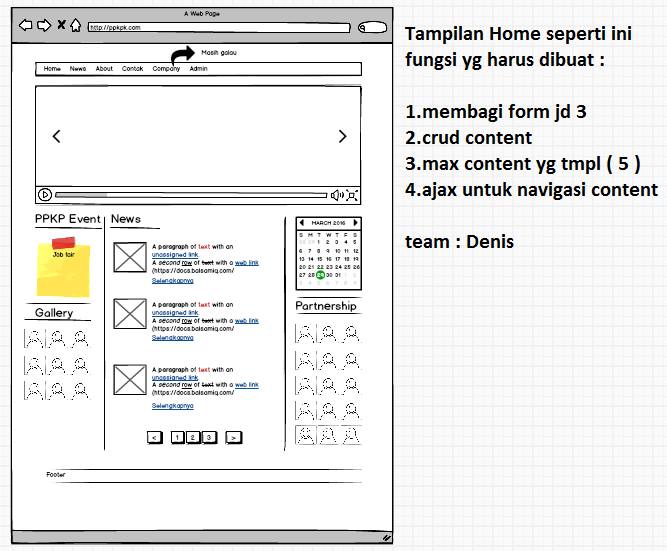 A Web Page
http://ppkpk.com
Masih galau
Home News About Contak Company Admin
PPKP Event
Job fair
Gallery
News
A paragraph of text with an
unassigned link.
A second row of text with a web link
(https://docs.balsamiq.com/
Selengkapnya
A paragraph of text with an
unassigned link.
A second row of text with a web link
(https://docs.balsamiq.com/
Selengkapnya
A paragraph of text with an
unassigned link.
A second row of text with a web link
(https://docs.balsamiq.com/
Selengkapnya
< 1 2 3 >
MARCH 2016
S M T W T F S
28 29 1 2 3 4 5
6 7 8 9 10 11 12
13 14 15 16 17 18 19
20 21 22 23 24 25 26
27 28 29 30 31
Partnership
Footer
Tampilan Home seperti ini
fungsi yg harus dibuat :
1.membagi form jd 3
2.crud content
3.max content yg tmpl ( 5 )
4.ajax untuk navigasi content
team : Denis